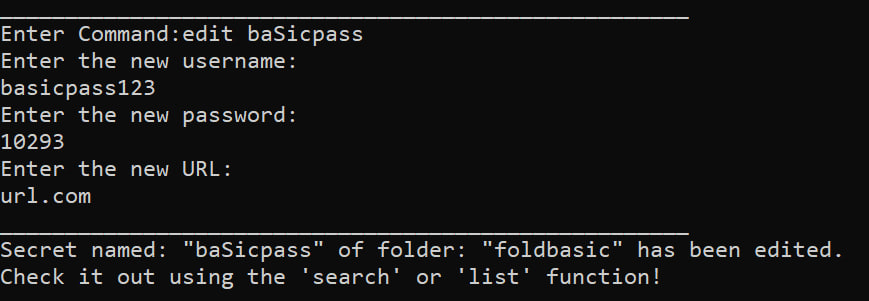 Enter Command:edit baSicpass
Enter the new username:
basicpass123
Enter the new password:
10293
Enter the new URL:
url.com
Secret named: "baSicpass" of folder: "foldbasic" has been edited.
Check it out using the 'search' or 'list' function!